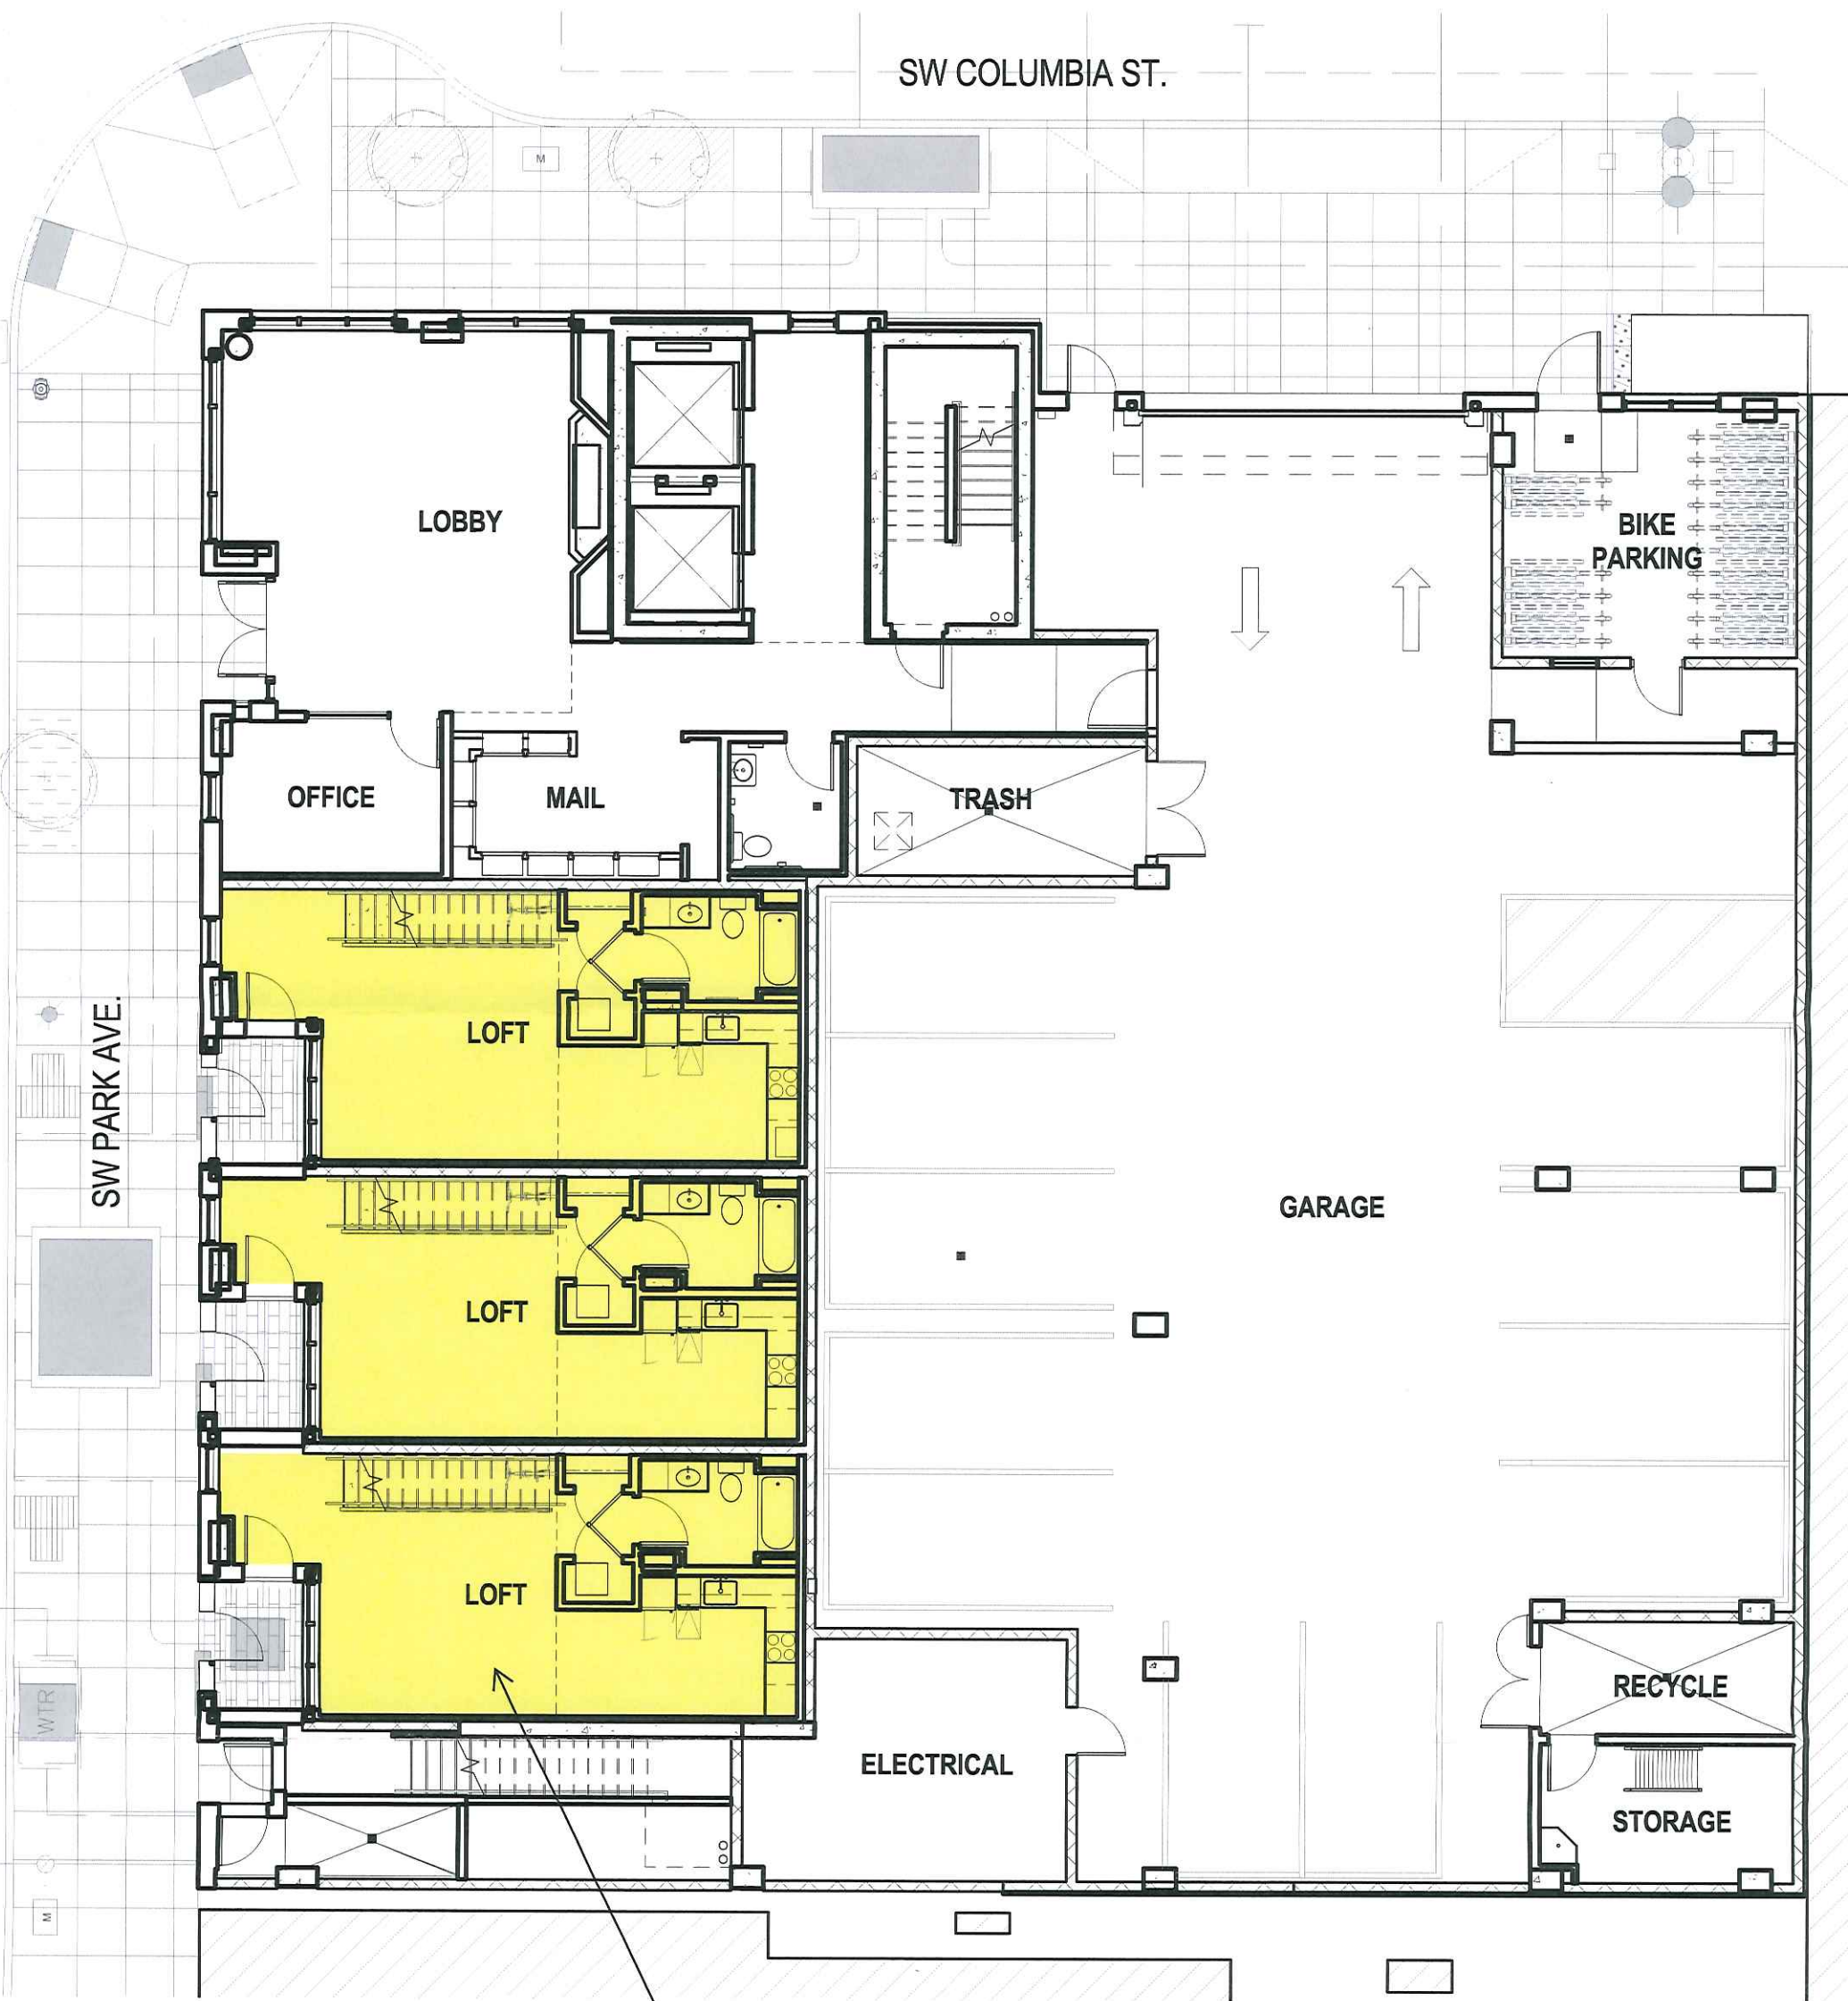 SW COLUMBIA ST.
M
LOBBY
BIKE
PARKING
OFFICE
MAIL
TRASH
SW PARK AVE.
LOFT
GARAGE
LOFT
LOFT
WTR
RECYCLE
ELECTRICAL
STORAGE
M